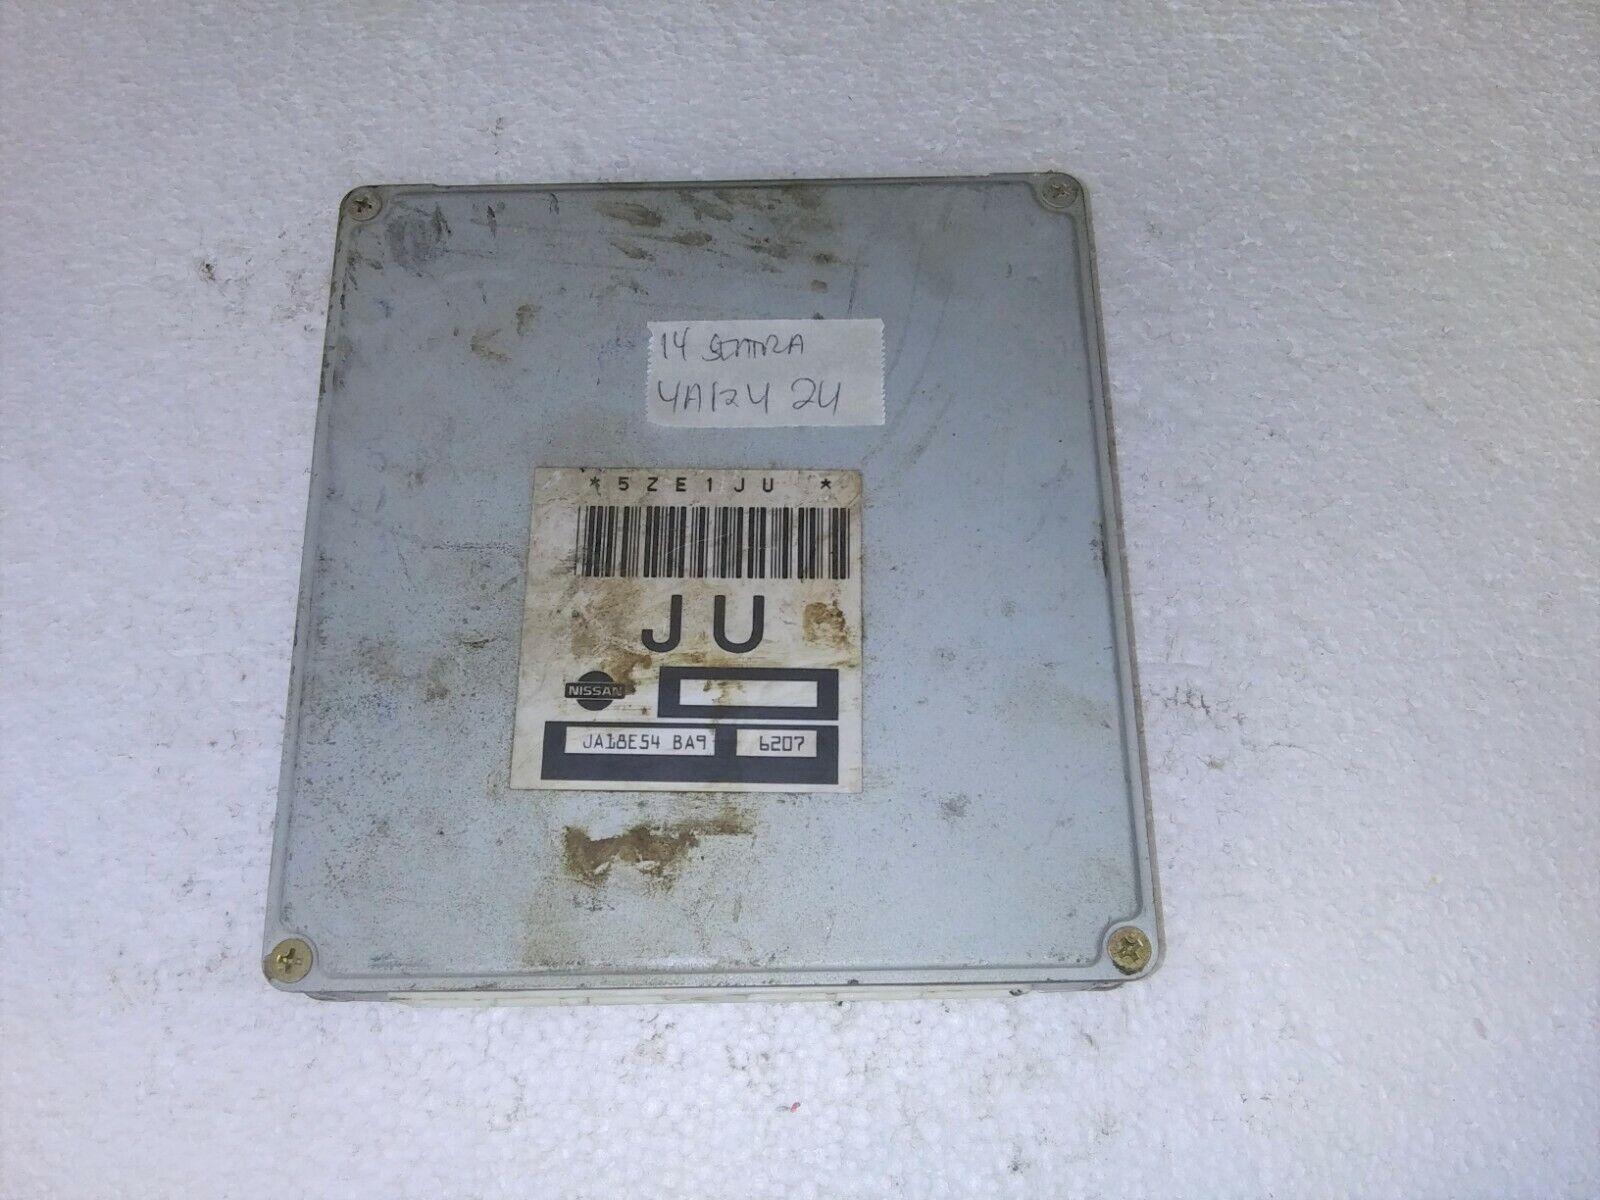 14 SENTRA
4A124 24
*5ZE1JU *
JU
NISSAN
JA18E54 BA9 6207